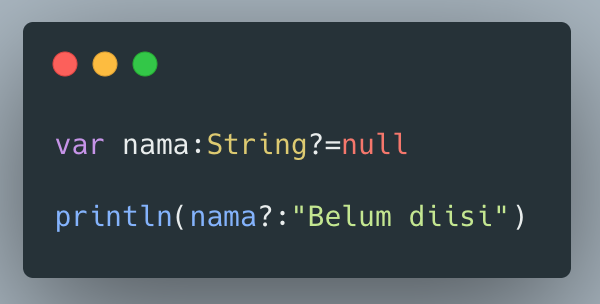 var nama:String?=null
println(nama?:"Belum diisi")